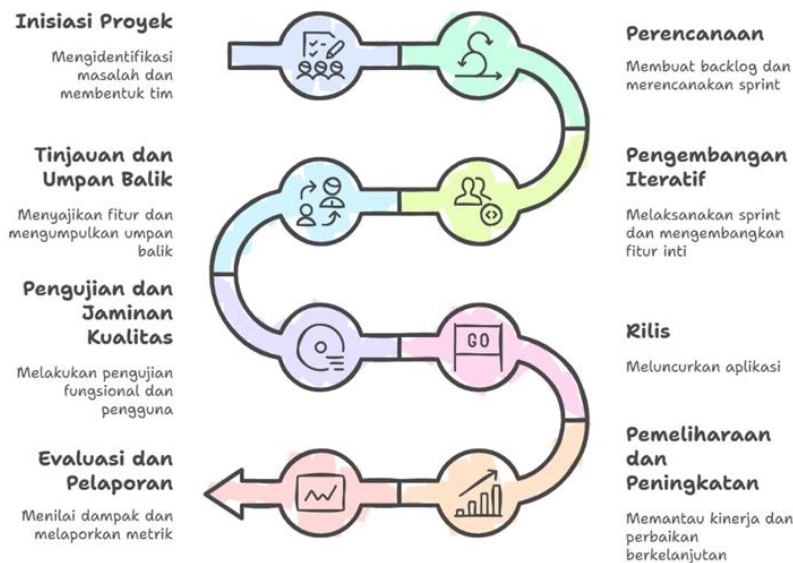 Inisiasi Proyek
Mengidentifikasi
masalah dan
membentuk tim
Perencanaan
Membuat backlog dan
merencanakan sprint
Pengembangan
Iteratif
Melaksanakan sprint
dan mengembangkan
fitur inti
Tinjauan dan
Umpan Balik
Menyajikan fitur dan
mengumpulkan umpan
balik
Pengujian dan
Jaminan
Kualitas
Melakukan pengujian
fungsional dan
pengguna
GO
Rilis
Meluncurkan aplikasi
Pemeliharaan
dan
Peningkatan
Memantau kinerja dan
perbaikan
berkelanjutan
Evaluasi dan
Pelaporan
Menilai dampak dan
melaporkan metrik